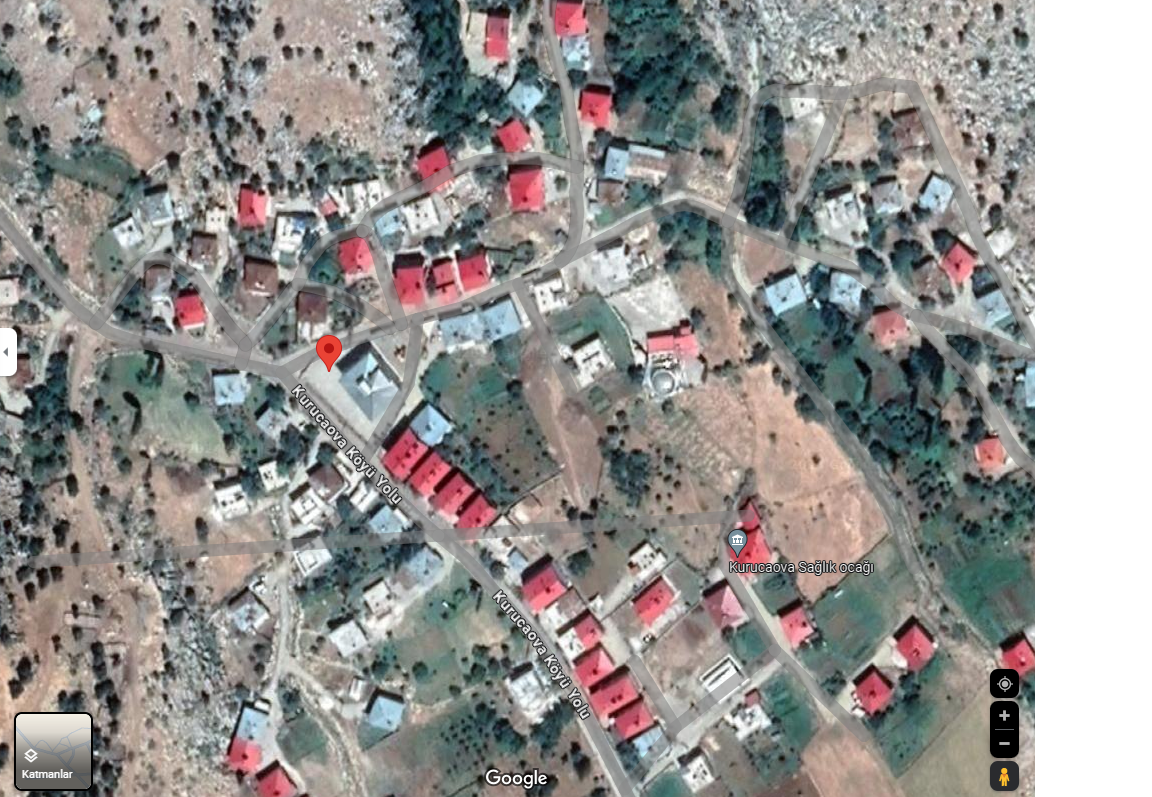 Kurucaova Köyü Yolu
Kurucaova Sağlık ocağı
Kurucaova Köyü Yolu
Katmanlar
Google